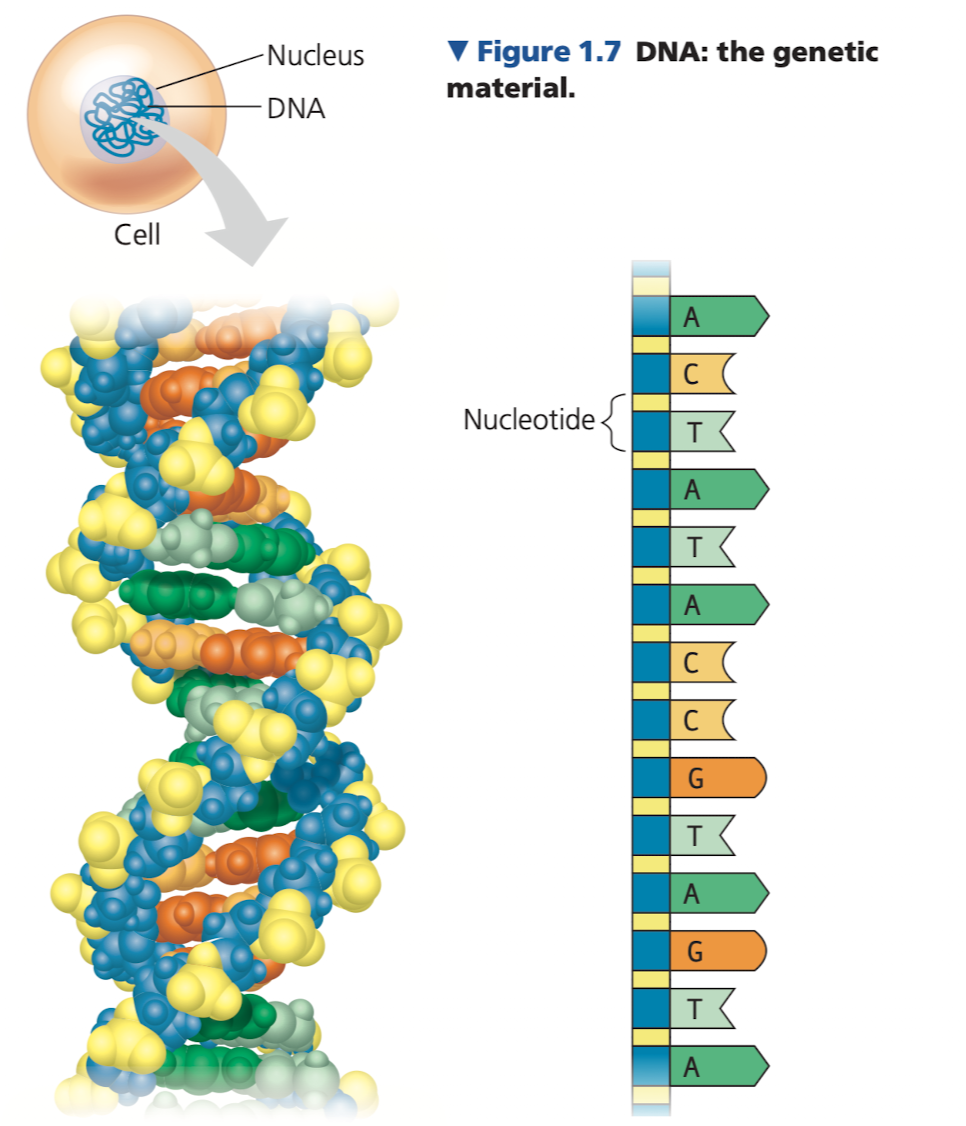 Nucleus
DNA
Cell
▼ Figure 1.7 DNA: the genetic
material.
Nucleotide
A
C
T
A
T
A
C
C
G
T
A
G
T
A